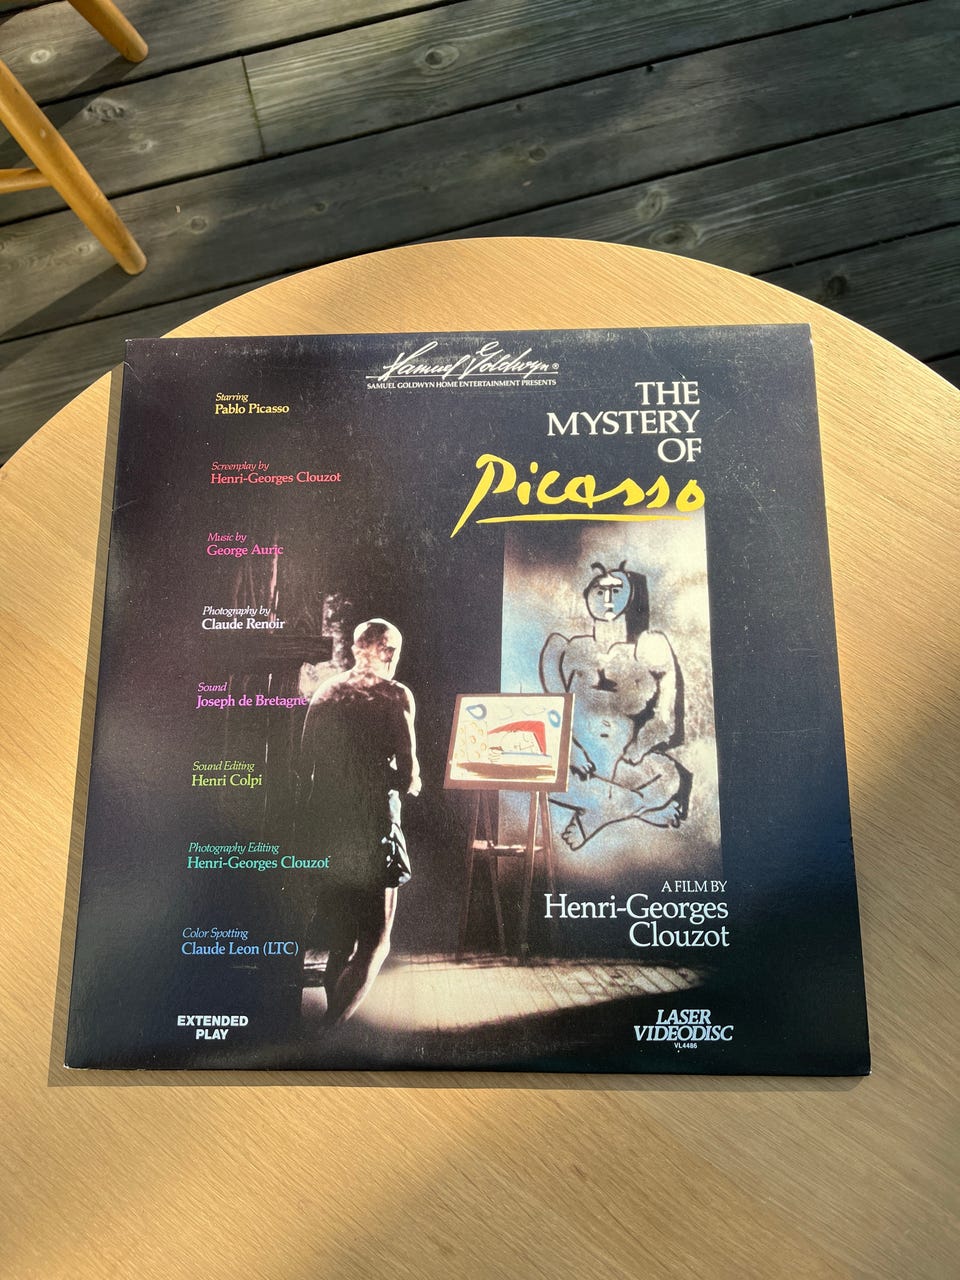 Samuel Goldwyn®
SAMUEL GOLDWYN HOME ENTERTAINMENT PRESENTS
THE
MYSTERY
OF
Picasso
Starring
Pablo Picasso
Screenplay by
Henri-Georges Clouzot
Music by
George Auric
Photography by
Claude Renoir
Sound
Joseph de Bretagne
Sound Editing
Henri Colpi
Photography Editing
Henri-Georges Clouzot
Color Spotting
Claude Leon (LTC)
A FILM BY
Henri-Georges
Clouzot
EXTENDED
PLAY
LASER
VIDEODISC
VL4486